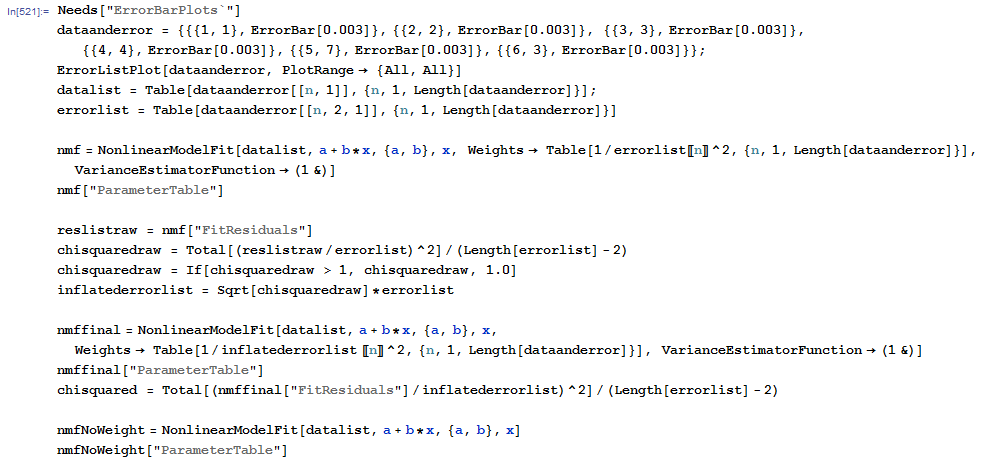 In[521]:= Needs["ErrorBarPlots`"]
dataanderror = {{{1, 1}, ErrorBar[0.003]}, {{2, 2}, ErrorBar[0.003]}, {{3, 3}, ErrorBar[0.003]},
{{4, 4}, ErrorBar[0.003]}, {{5, 7}, ErrorBar[0.003]}, {{6, 3}, ErrorBar[0.003]}};
ErrorListPlot[dataanderror, PlotRange → {All, All}]
datalist = Table[dataanderror[[n, 1]], {n, 1, Length[dataanderror]}];
errorlist = Table[dataanderror[[n, 2, 1]], {n, 1, Length[dataanderror]}]
nmf = NonlinearModelFit[datalist, a + b * x, {a, b}, x, Weights → Table[1 / errorlist〚n〛^2, {n, 1, Length[dataanderror]}],
VarianceEstimatorFunction → (1 &)]
nmf["ParameterTable"]
reslistraw = nmf["FitResiduals"]
chisquaredraw = Total[(reslistraw / errorlist)^2] / (Length[errorlist] - 2)
chisquaredraw = If[chisquaredraw > 1, chisquaredraw, 1.0]
inflatederrorlist = Sqrt[chisquaredraw] * errorlist
nmffinal = NonlinearModelFit[datalist, a + b * x, {a, b}, x,
Weights → Table[1 / inflatederrorlist 〚n〛^2, {n, 1, Length[dataanderror]}], VarianceEstimatorFunction → (1 &)]
nmffinal["ParameterTable"]
chisquared = Total[(nmffinal["FitResiduals"] / inflatederrorlist)^2] / (Length[errorlist] - 2)
nmfNoWeight = NonlinearModelFit[datalist, a + b * x, {a, b}, x]
nmfNoWeight["ParameterTable"]